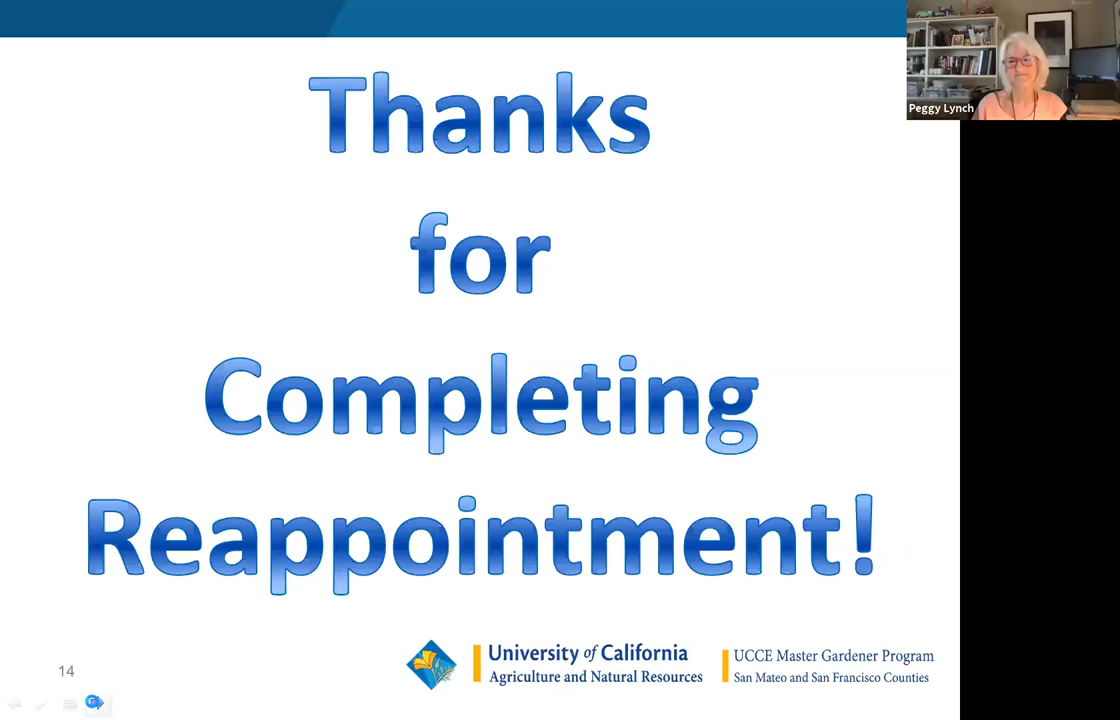 Thanks
for
Completing
Reappointment!
Peggy Lynch
14
University of California
Agriculture and Natural Resources
UCCE Master Gardener Program
San Mateo and San Francisco Counties